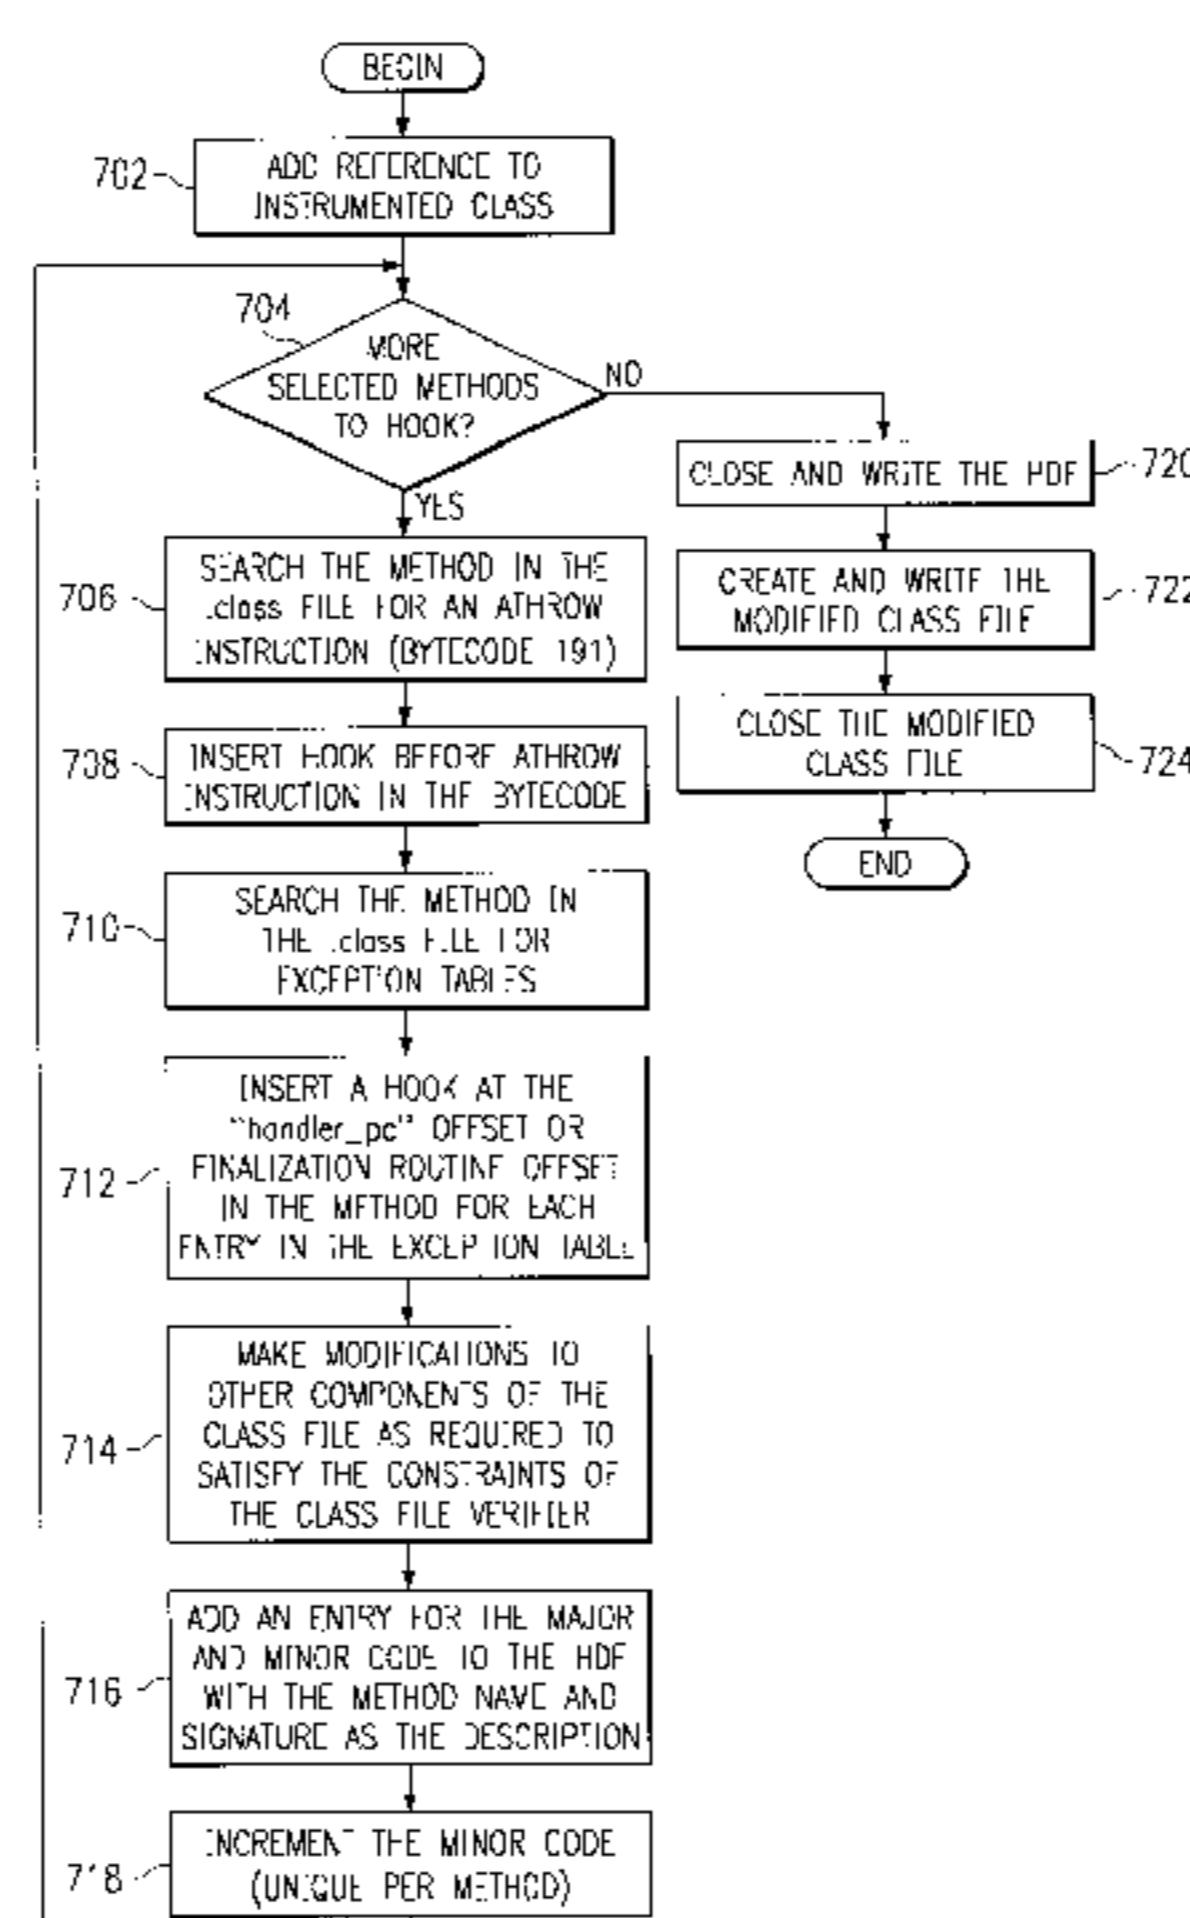 BEGIN
702
ADD REFERENCE TO
INSTRUMENTED CLASS
704
MORE
SELECTED METHODS
TO HOOK?
NO
YES
706
SEARCH THE METHOD IN THE
.class FILE FOR AN ATHROW
INSTRUCTION (BYTECODE 191)
708
INSERT HOOK BEFORE ATHROW
INSTRUCTION IN THE BYTECODE
710
SEARCH THE METHOD IN
THE .class FILE FOR
EXCEPTION TABLES
712
INSERT A HOOK AT THE
"handler_pc" OFFSET OR
FINALIZATION ROUTINE OFFSET
IN THE METHOD FOR EACH
ENTRY IN THE EXCEPTION TABLE
714
MAKE MODIFICATIONS TO
OTHER COMPONENTS OF THE
CLASS FILE AS REQUIRED TO
SATISFY THE CONSTRAINTS OF
THE CLASS FILE VERIFIER
716
ADD AN ENTRY FOR THE MAJOR
AND MINOR CODE TO THE HDF
WITH THE METHOD NAME AND
SIGNATURE AS THE DESCRIPTION
718
INCREMENT THE MINOR CODE
(UNIQUE PER METHOD)
CLOSE AND WRITE THE HDF
720
CREATE AND WRITE THE
MODIFIED CLASS FILE
722
CLOSE THE MODIFIED
CLASS FILE
724
END